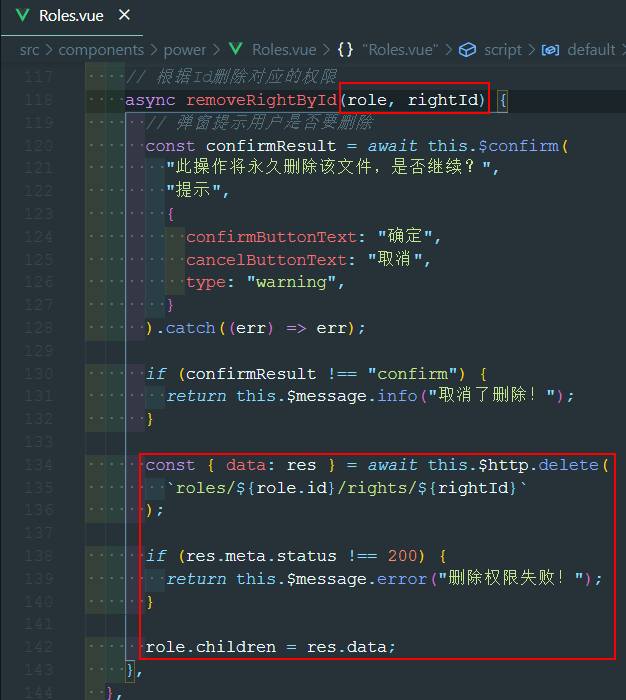 Roles.vue ×
src > components > power > Roles.vue > {} "Roles.vue" > script > default >
117 // 根据Id删除对应的权限
118 async removeRightById(role, rightId) {
119 // 弹窗提示用户是否要删除
120 const confirmResult = await this.$confirm(
121 "此操作将永久删除该文件, 是否继续?",
122 "提示",
123 {
124 confirmButtonText: "确定",
125 cancelButtonText: "取消",
126 type: "warning",
127 }
128 ).catch((err) => err);
129
130 if (confirmResult !== "confirm") {
131 return this.$message.info("取消了删除!");
132 }
133
134 const { data: res } = await this.$http.delete(
135 `roles/${role.id}/rights/${rightId}`
136 );
137
138 if (res.meta.status !== 200) {
139 return this.$message.error("删除权限失败!");
140 }
141
142 role.children = res.data;
143 },
144 },